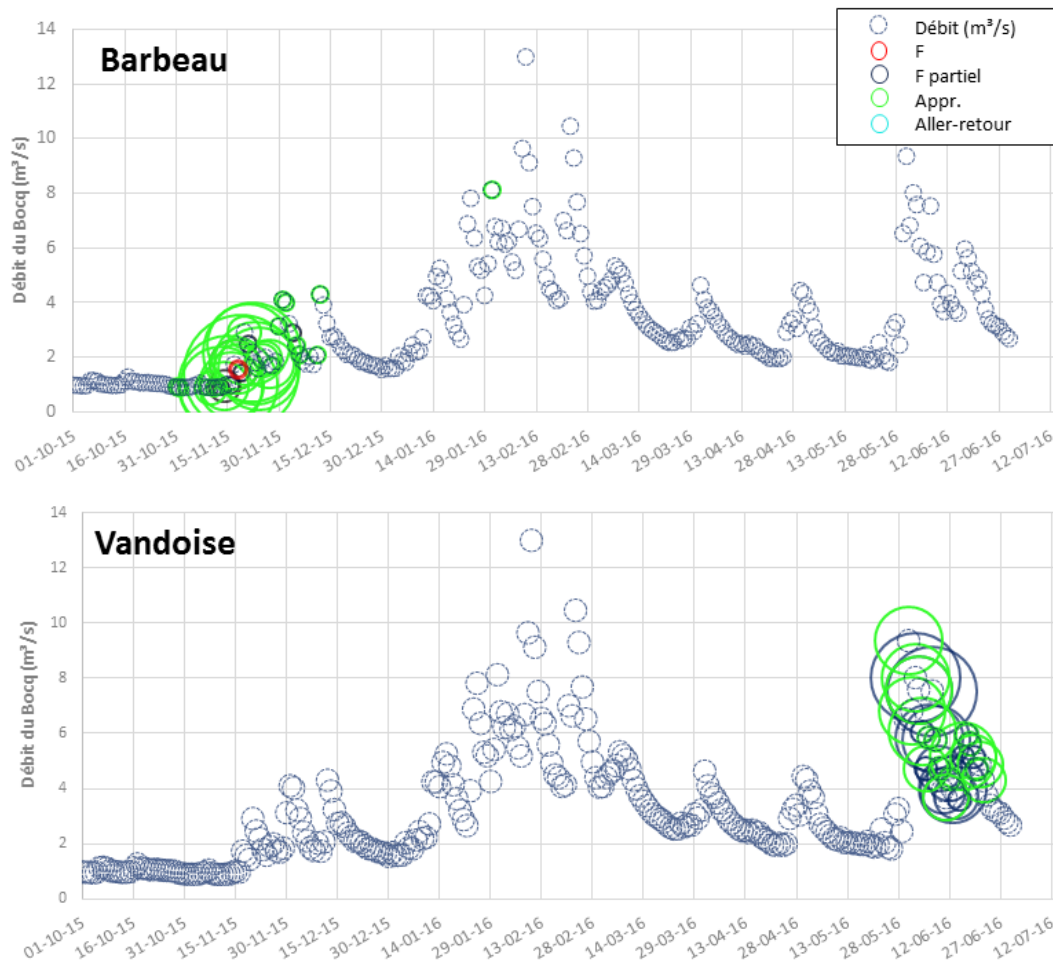 Barbeau
Débit (m³/s)
F
F partiel
Appr.
Aller-retour
Débit du Bocq (m³/s)
14
12
10
8
6
4
2
0
01-10-15 16-10-15 31-10-15 15-11-15 30-11-15 15-12-15 30-12-15 14-01-16 29-01-16 13-02-16 28-02-16 14-03-16 29-03-16 13-04-16 28-04-16 13-05-16 28-05-16 12-06-16 27-06-16 12-07-16
Vandoise
Débit du Bocq (m³/s)
14
12
10
8
6
4
2
0
01-10-15 16-10-15 31-10-15 15-11-15 30-11-15 15-12-15 30-12-15 14-01-16 29-01-16 13-02-16 28-02-16 14-03-16 29-03-16 13-04-16 28-04-16 13-05-16 28-05-16 12-06-16 27-06-16 12-07-16